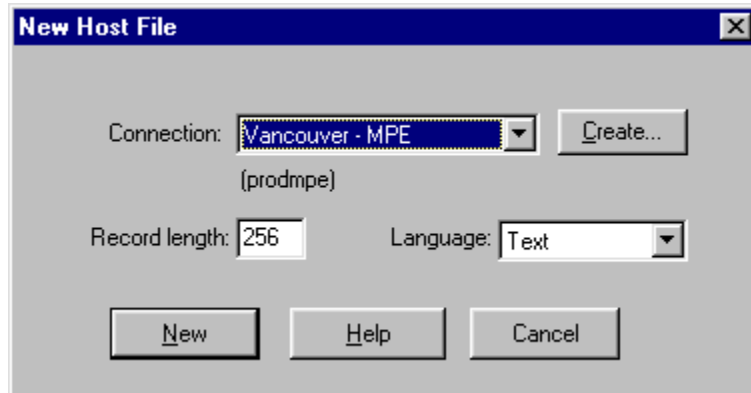 New Host File
Connection: Vancouver - MPE Create...
(prodmpe)
Record length: 256 Language: Text
New Help Cancel